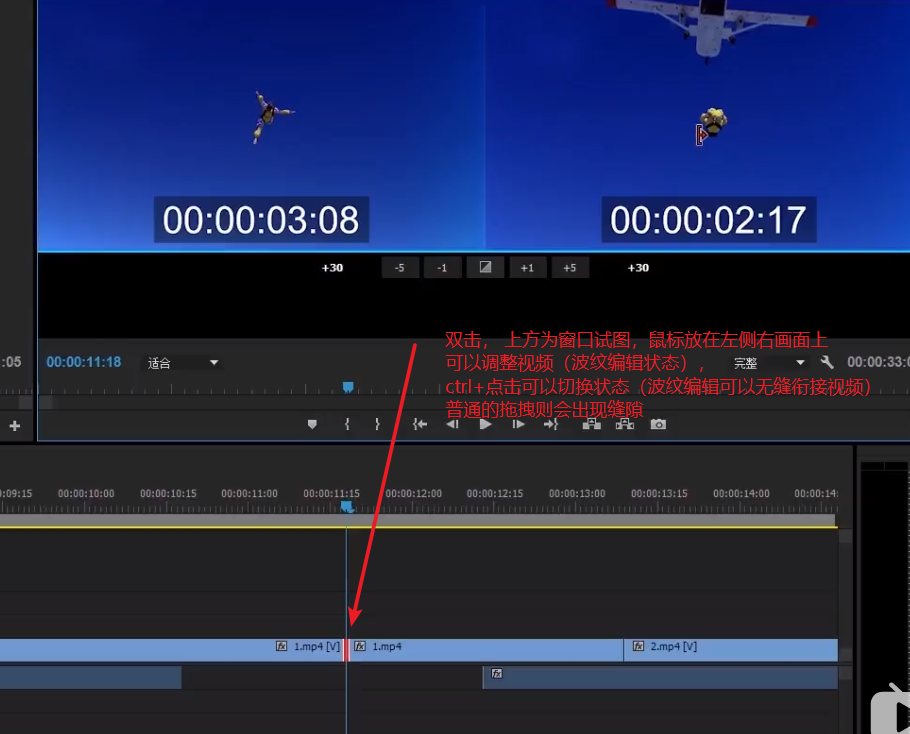 00:00:03:08
00:00:02:17
+30
-5
-1
+1
+5
+30
双击， 上方为窗口试图，鼠标放在左侧右画面上
:05
00:00:11:18
适合
可以调整视频（波纹编辑状态），
完整
00:00:33:0
ctrl+点击可以切换状态（波纹编辑可以无缝衔接视频）
普通的拖拽则会出现缝隙
:09:15
00:00:10:00
00:00:10:15
00:00:11:00
00:00:11:15
00:00:12:00
00:00:12:15
00:00:13:00
00:00:13:15
00:00:14:00
00:00:14:
fx 1.mp4 [V]
fx 1.mp4
fx 2.mp4 [V]
fx